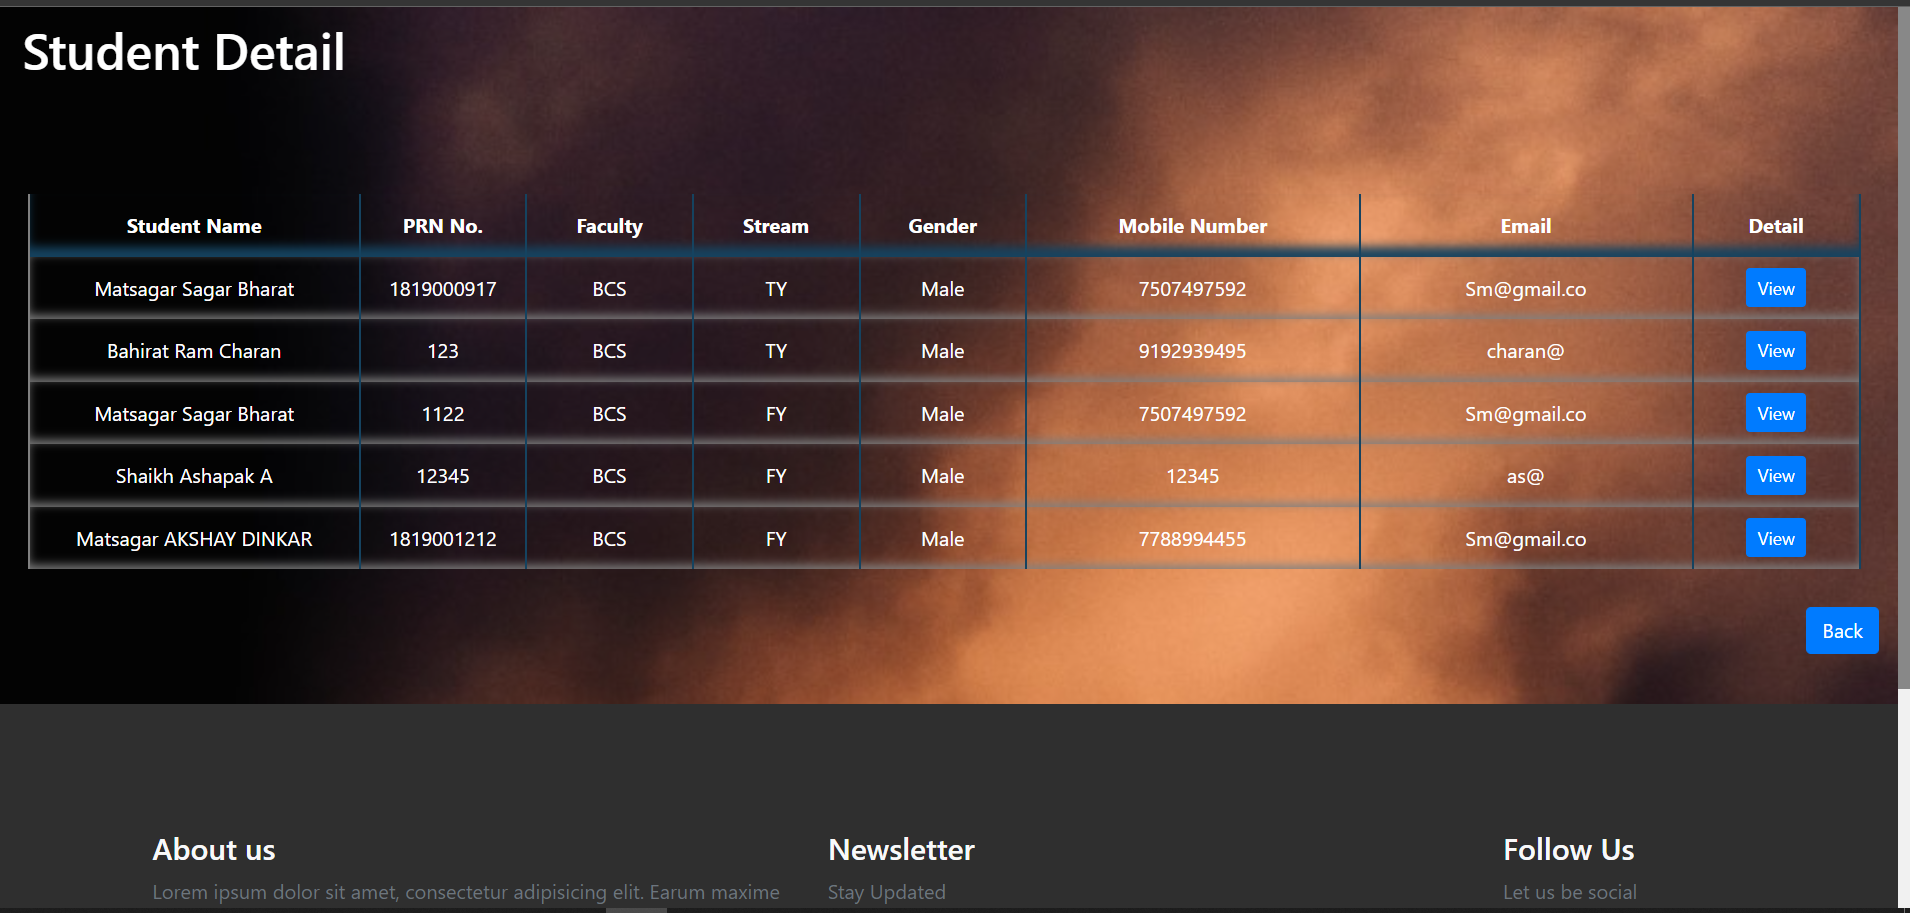 Student Detail
Student Name PRN No. Faculty Stream Gender Mobile Number Email Detail
Matsagar Sagar Bharat 1819000917 BCS TY Male 7507497592 Sm@gmail.co View
Bahirat Ram Charan 123 BCS TY Male 9192939495 charan@ View
Matsagar Sagar Bharat 1122 BCS FY Male 7507497592 Sm@gmail.co View
Shaikh Ashapak A 12345 BCS FY Male 12345 as@ View
Matsagar AKSHAY DINKAR 1819001212 BCS FY Male 7788994455 Sm@gmail.co View
Back
About us Newsletter Follow Us
Lorem ipsum dolor sit amet, consectetur adipisicing elit. Earum maxime Stay Updated Let us be social